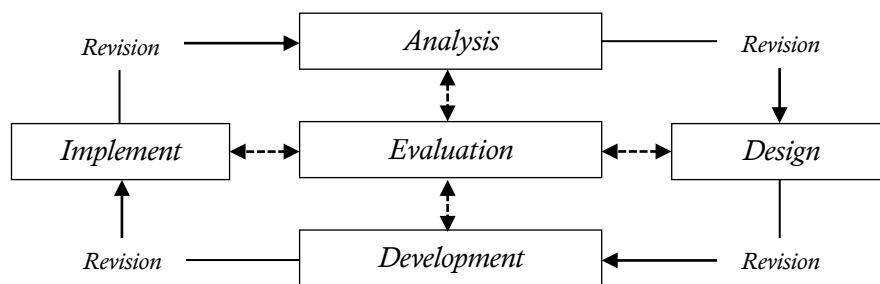 Revision
Analysis
Revision
Implement
Evaluation
Design
Revision
Development
Revision